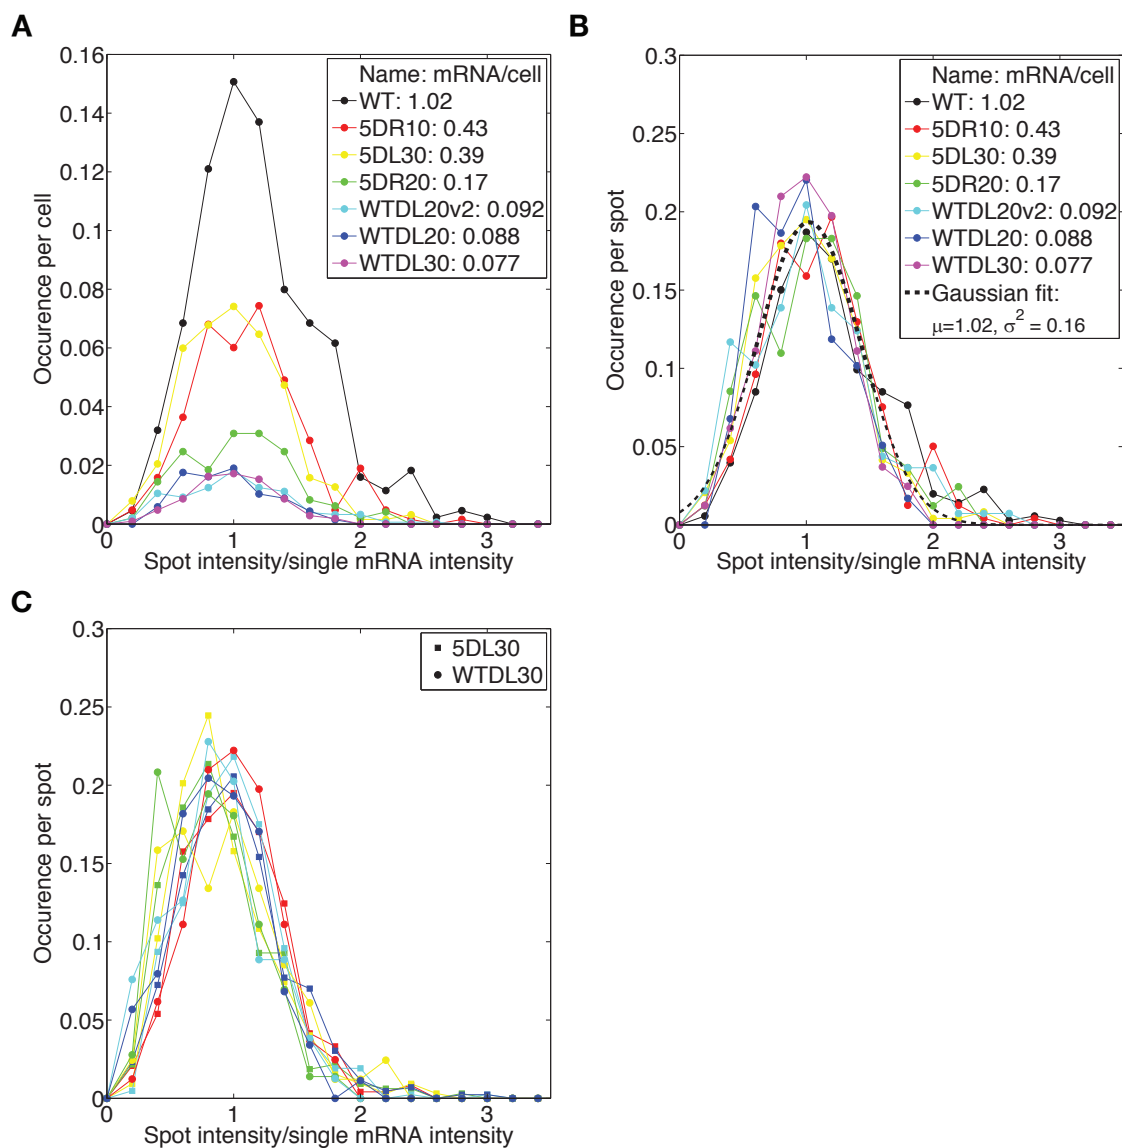 A
0.16
0.14
0.12
0.1
0.08
0.06
0.04
0.02
0
Occurence per cell
0 1 2 3
Spot intensity/single mRNA intensity
Name: mRNA/cell
WT: 1.02
5DR10: 0.43
5DL30: 0.39
5DR20: 0.17
WTDL20v2: 0.092
WTDL20: 0.088
WTDL30: 0.077
B
0.3
0.25
0.2
0.15
0.1
0.05
0
Occurence per spot
0 1 2 3
Spot intensity/single mRNA intensity
Name: mRNA/cell
WT: 1.02
5DR10: 0.43
5DL30: 0.39
5DR20: 0.17
WTDL20v2: 0.092
WTDL20: 0.088
WTDL30: 0.077
Gaussian fit:
μ=1.02, σ² = 0.16
C
0.3
0.25
0.2
0.15
0.1
0.05
0
Occurence per spot
0 1 2 3
Spot intensity/single mRNA intensity
5DL30
WTDL30